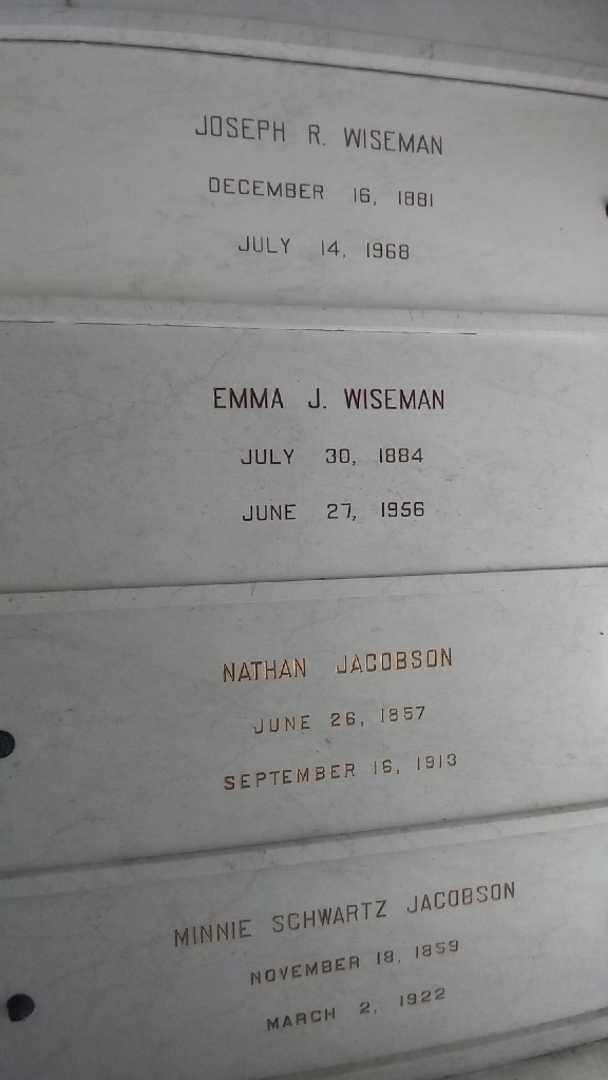 JOSEPH R. WISEMAN
DECEMBER 16, 1881
JULY 14, 1968
EMMA J. WISEMAN
JULY 30, 1884
JUNE 27, 1956
NATHAN JACOBSON
JUNE 26, 1857
SEPTEMBER 16, 1913
MINNIE SCHWARTZ JACOBSON
NOVEMBER 18, 1859
MARCH 2, 1922